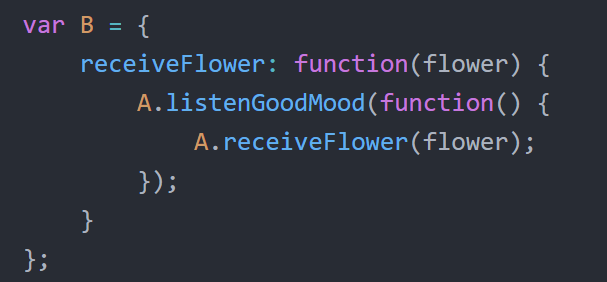 var B = {
    receiveFlower: function(flower) {
        A.listenGoodMood(function() {
            A.receiveFlower(flower);
        });
    }
};